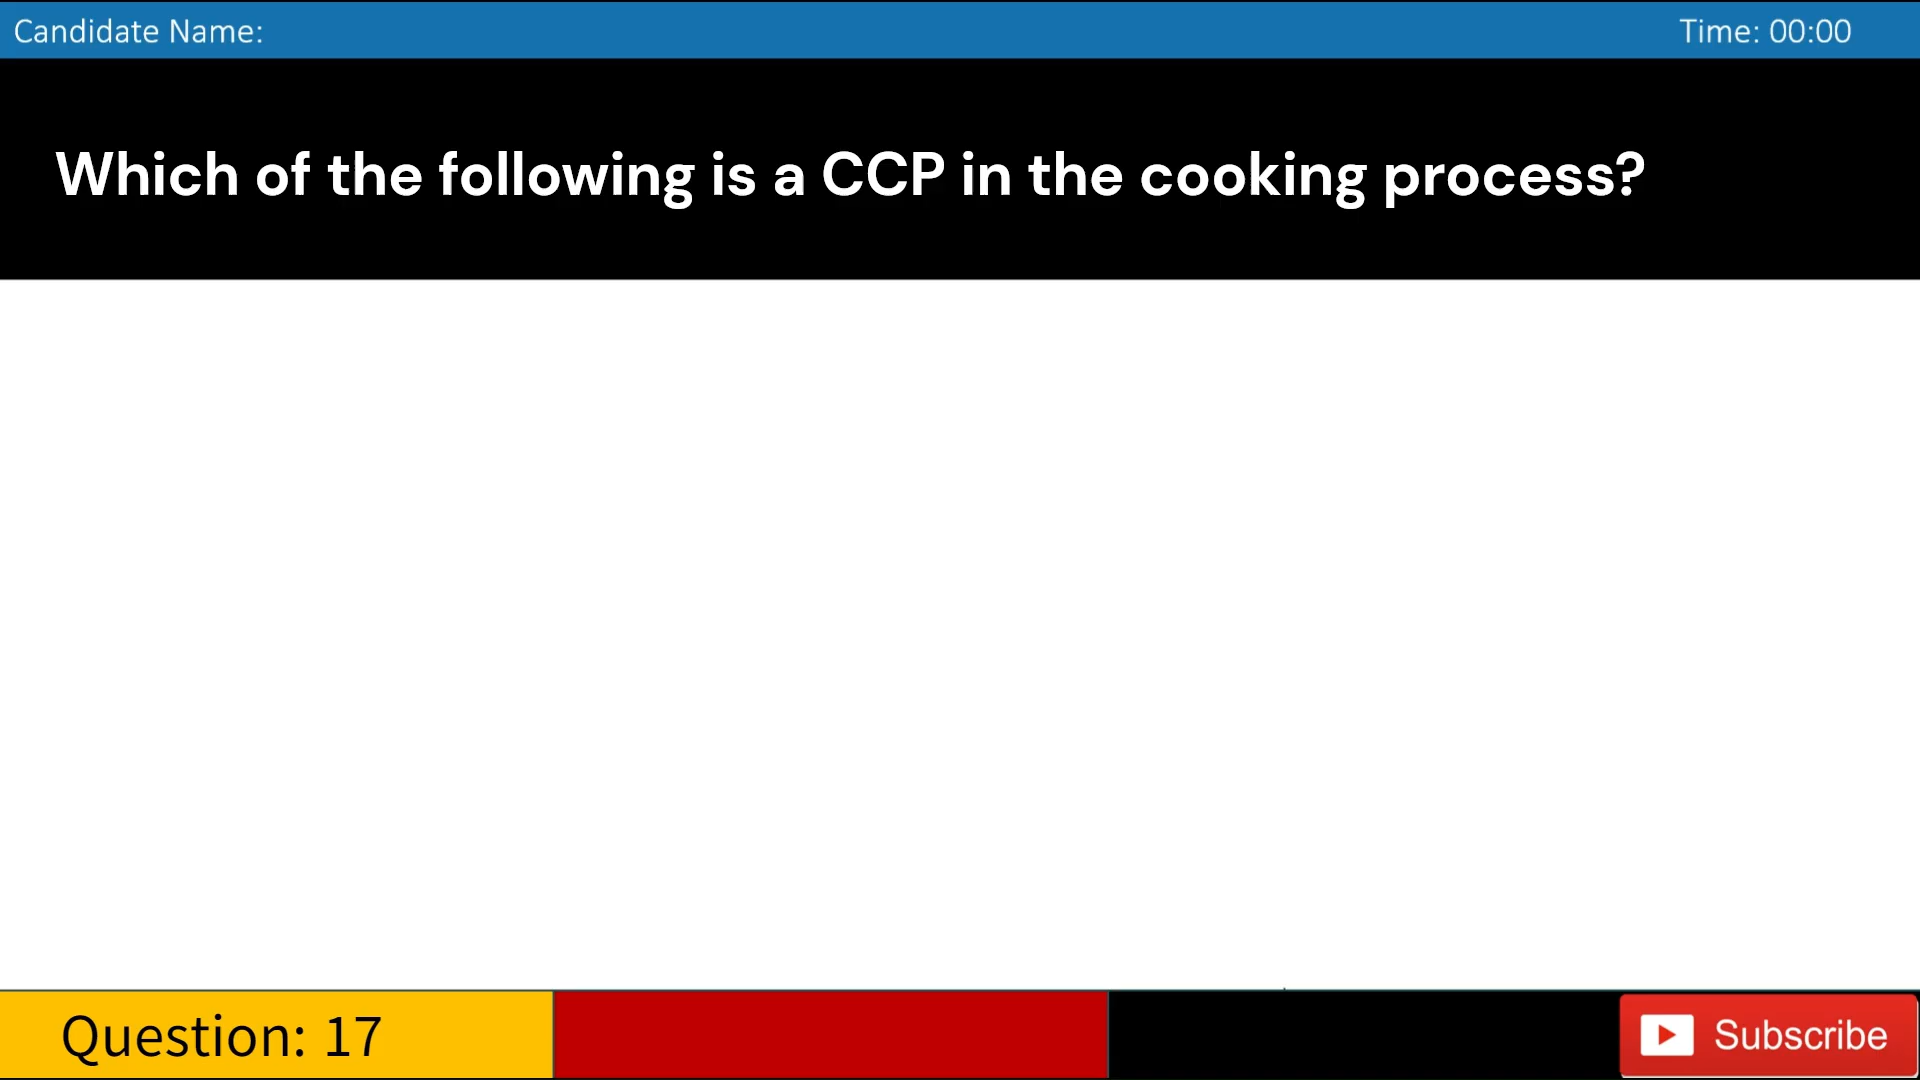 Candidate Name:
Time: 00:00
Which of the following is a CCP in the cooking process?
Question: 17
Subscribe